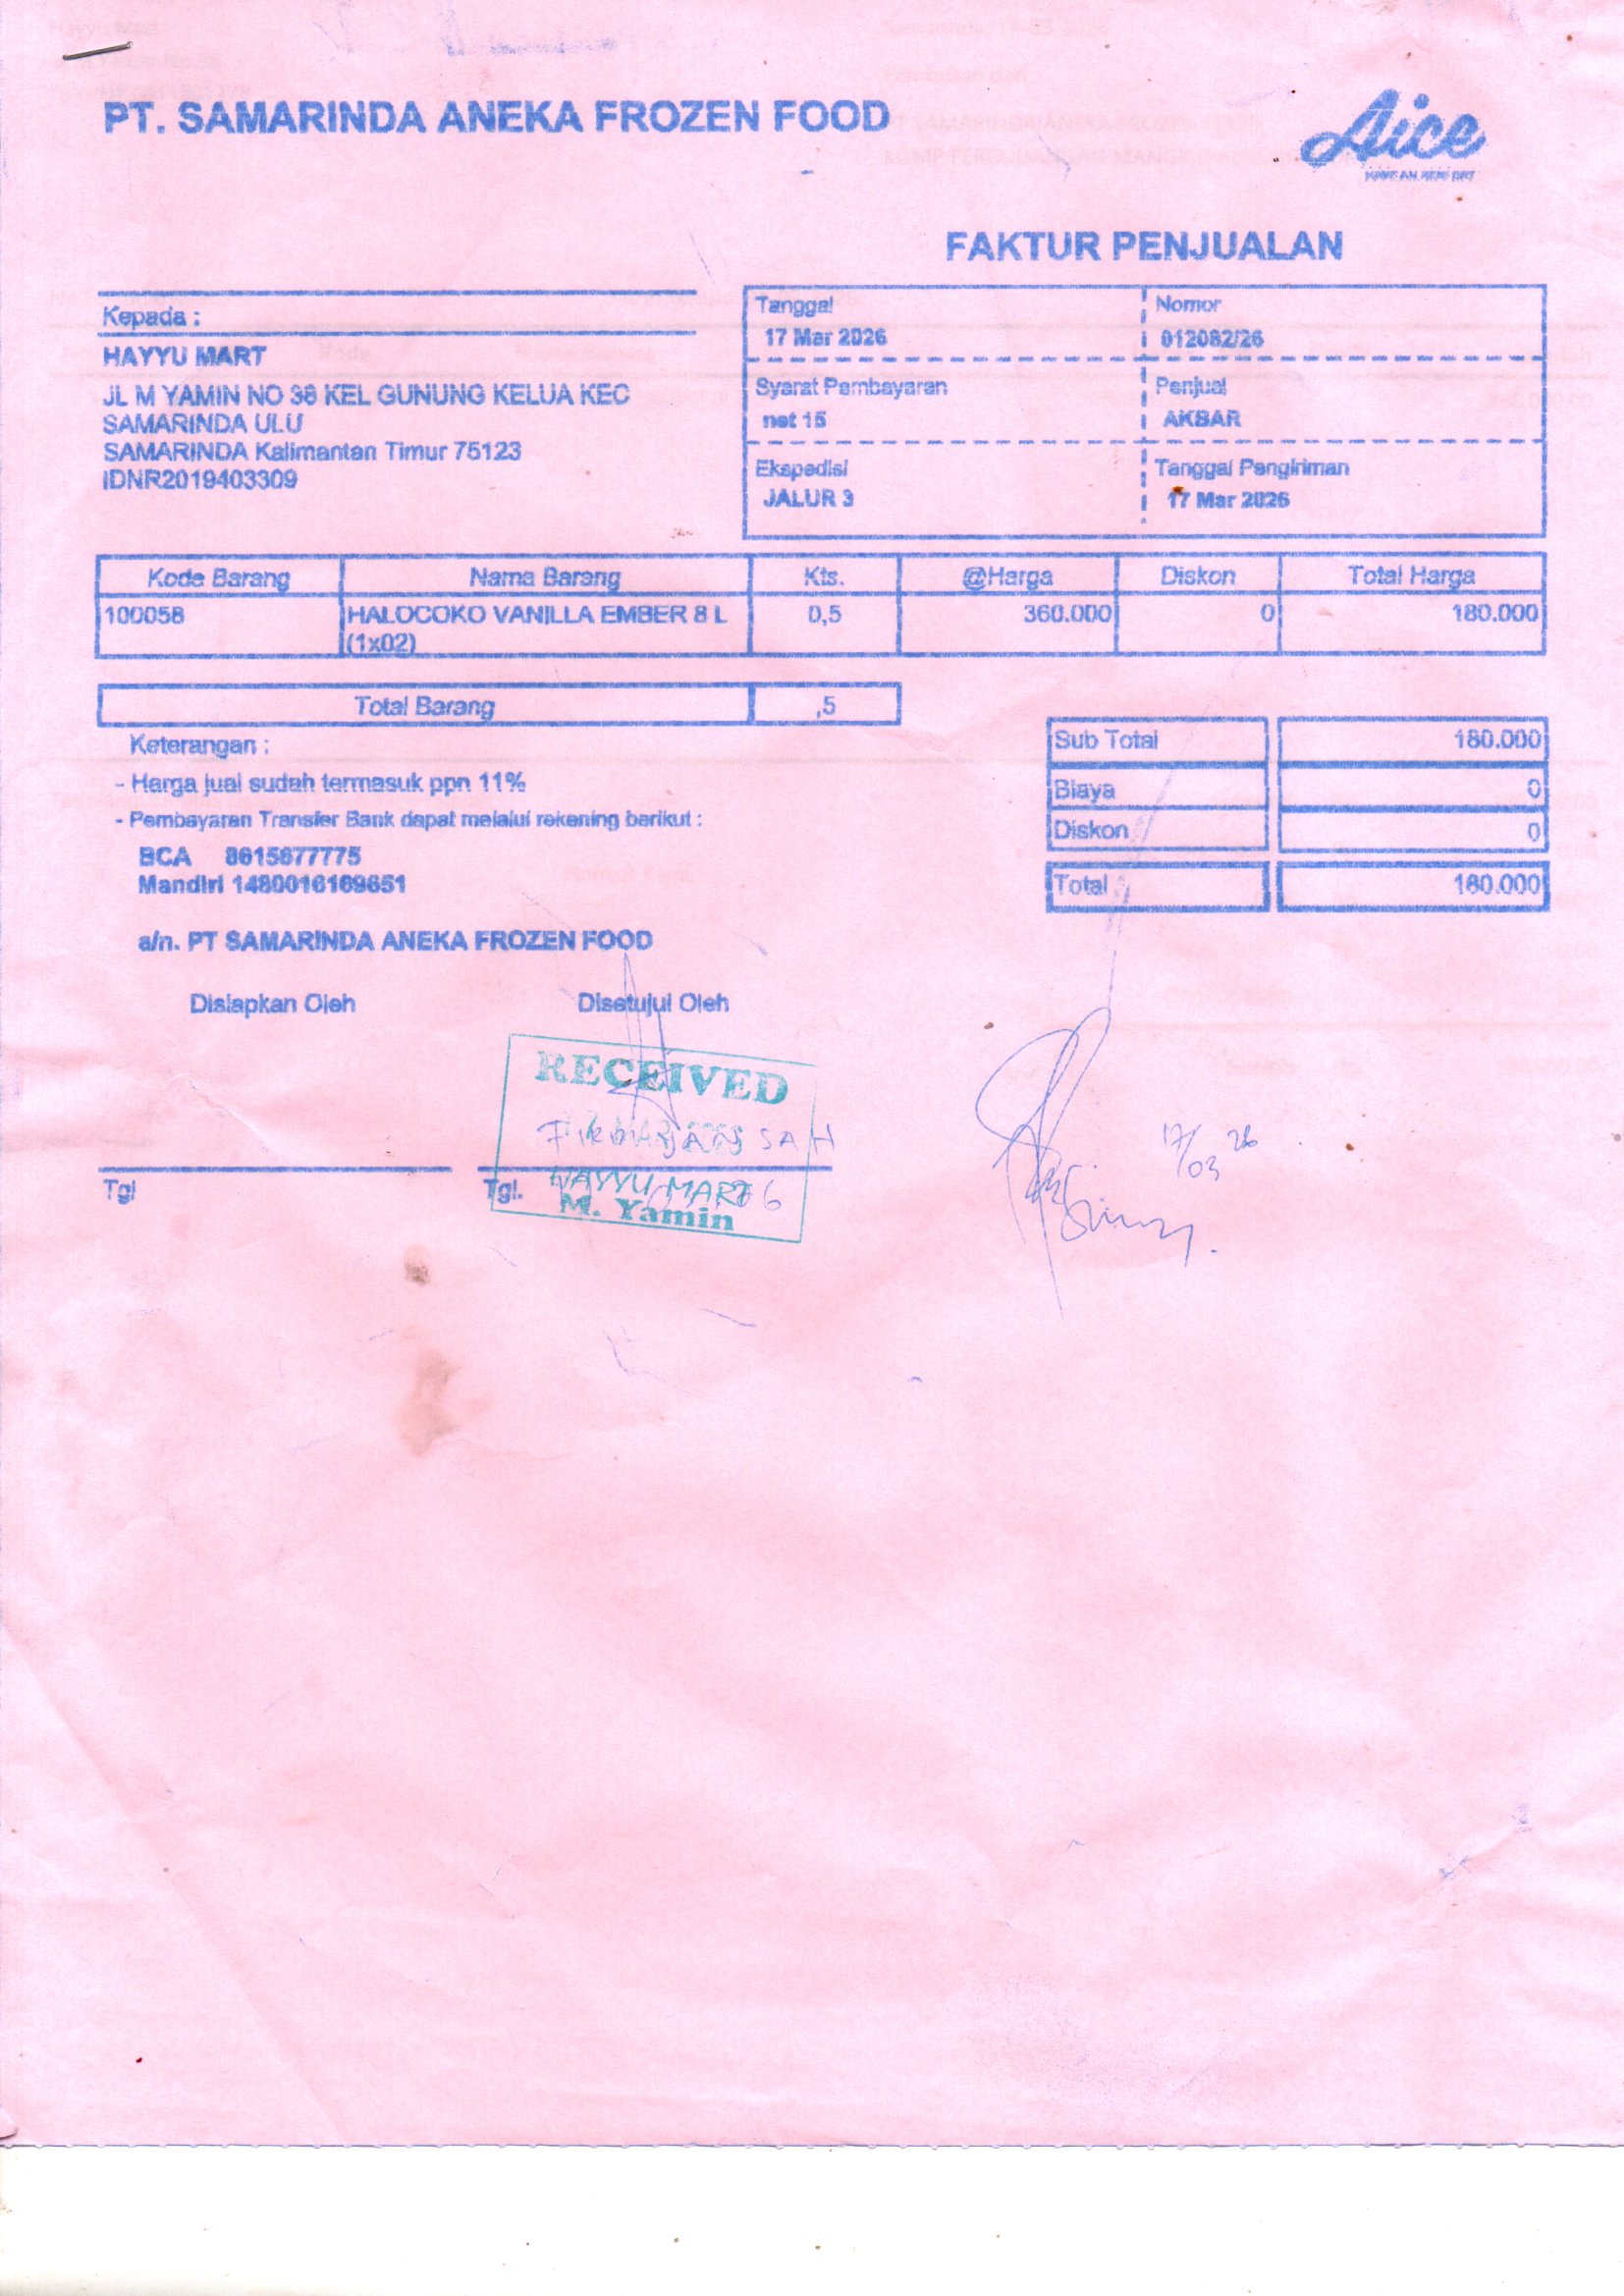 PT. SAMARINDA ANEKA FROZEN FOOD
Aice
FAKTUR PENJUALAN
Kepada :
HAYYU MART
JL M YAMIN NO 38 KEL GUNUNG KELUA KEC
SAMARINDA ULU
SAMARINDA Kalimantan Timur 75123
IDNR2019403309
Tanggal Nomor
17 Mar 2026 012082/26
Syarat Pembayaran Penjual
net 15 AKBAR
Ekspedisi Tanggal Pengiriman
JALUR 3 17 Mar 2026
Kode Barang Nama Barang Kts. @Harga Diskon Total Harga
100058 HALOCOKO VANILLA EMBER 8 L 0,5 360.000 0 180.000
(1x02)
Total Barang ,5
Keterangan :
- Harga jual sudah termasuk ppn 11%
- Pembayaran Transfer Bank dapat melalui rekening berikut :
BCA 8615677775
Mandiri 1480016169651
a/n. PT SAMARINDA ANEKA FROZEN FOOD
Sub Total 180.000
Biaya 0
Diskon 0
Total 180.000
Disiapkan Oleh Disetujui Oleh
RECEIVED
HAYYU MART
M. Yamin
Tgl Tgl.
17/03 26